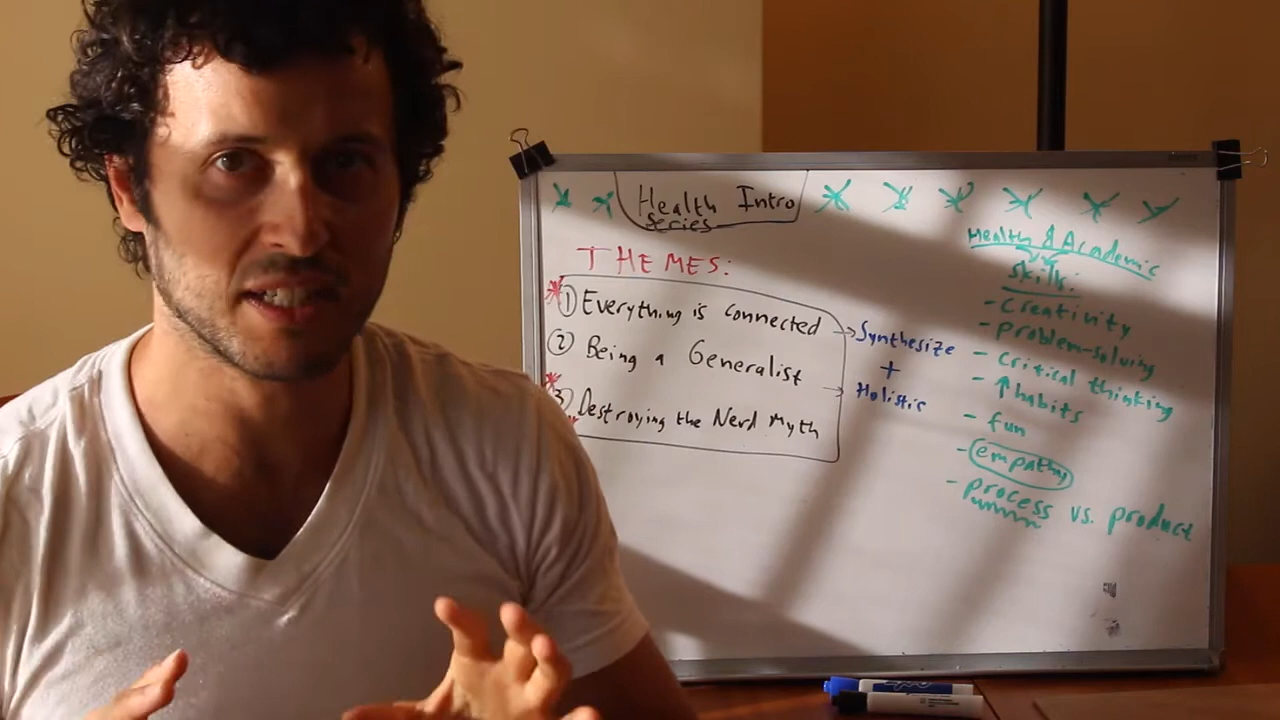 Health Intro
series
THEMES:
① Everything is connected
② Being a Generalist
③ Destroying the Nerd Myth
Synthesize
+
Holistic
Health & Academic
skills:
- creativity
- problem-solving
- critical thinking
- ↑ habits
- fun
- empathy
- process vs. product